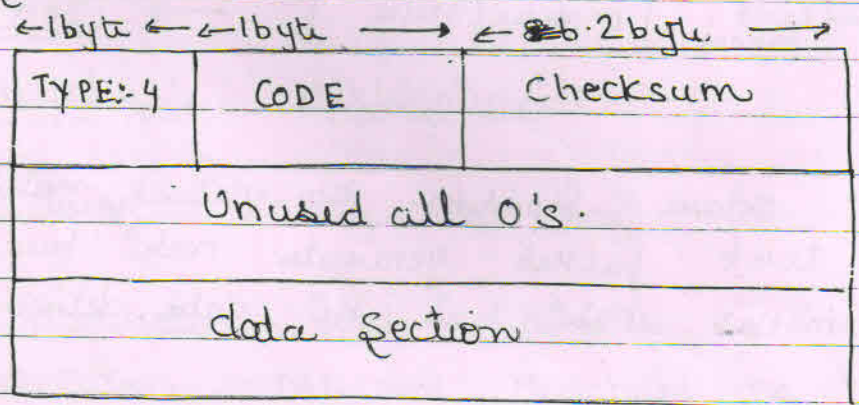 1byte 1byte 2byte
TYPE:-4 CODE Checksum
Unused all 0's.
data section